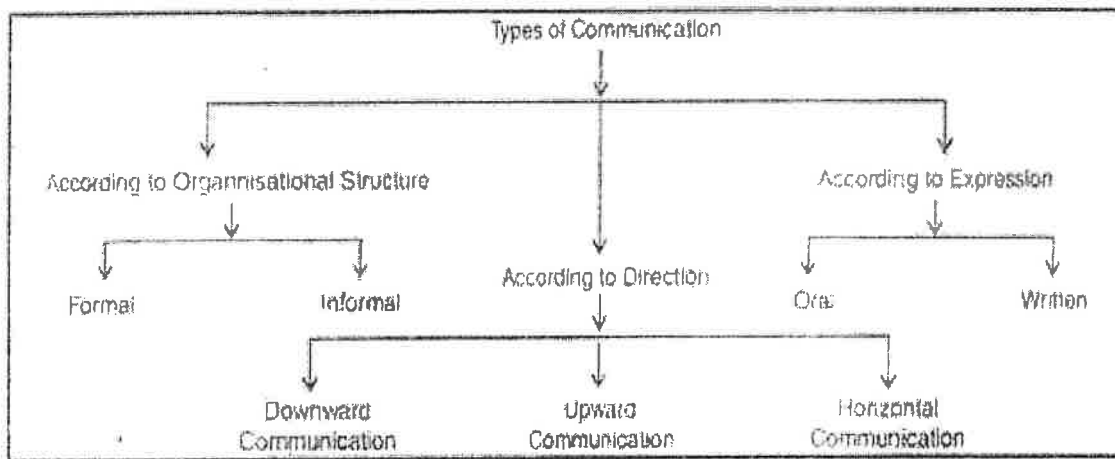 Types of Communication
According to Organnisational Structure
According to Expression
Formal
Informal
According to Direction
Oral
Written
Downward
Communication
Upward
Communication
Horizontal
Communication